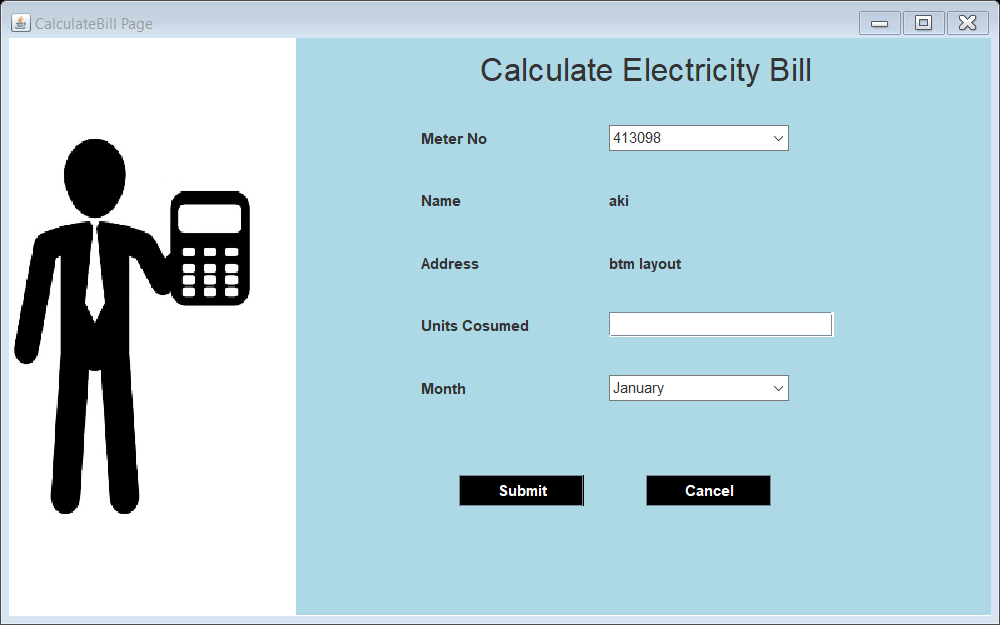 CalculateBill Page
Calculate Electricity Bill
Meter No 413098
Name aki
Address btm layout
Units Cosumed
Month January
Submit Cancel